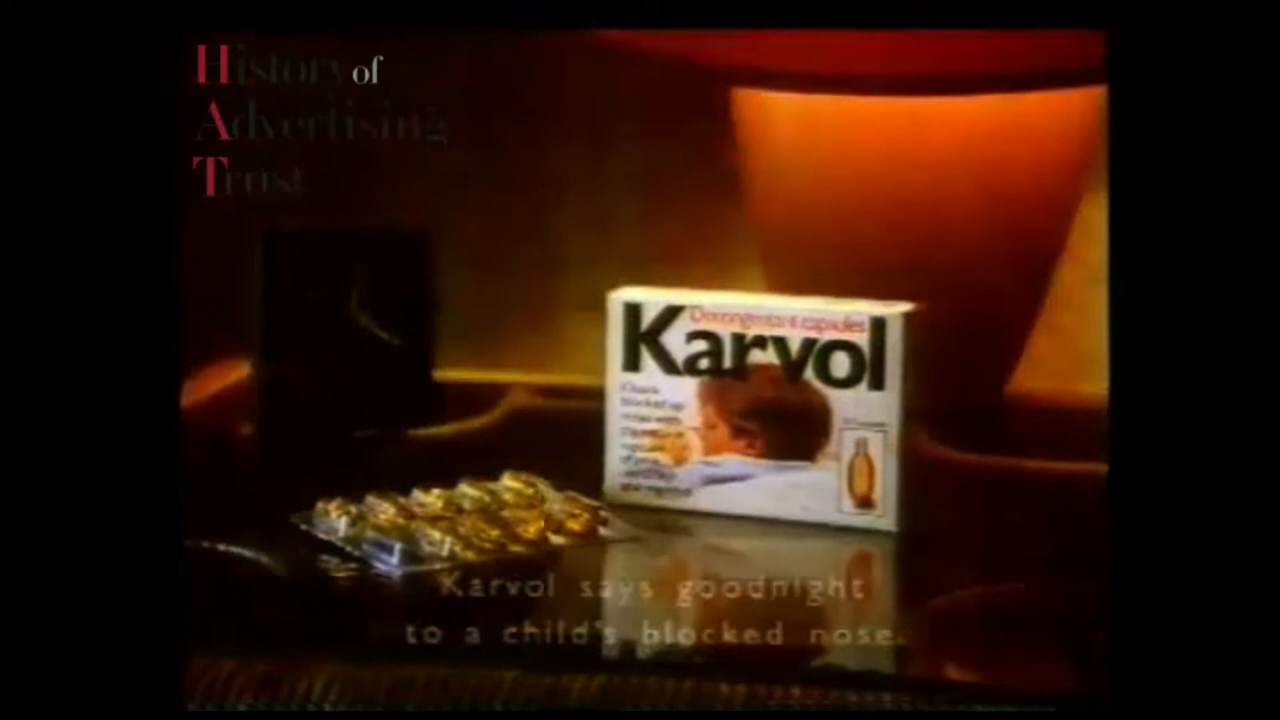 History of
Advertising
Trust
Decongestant capsules
Karvol
Karvol says goodnight
to a child's blocked nose.